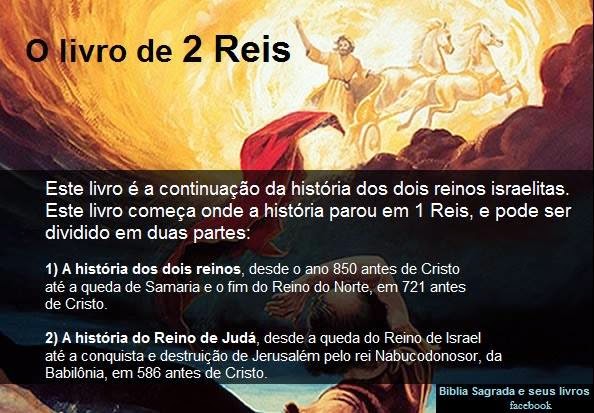 O livro de 2 Reis
Este livro é a continuação da história dos dois reinos israelitas.
Este livro começa onde a história parou em 1 Reis, e pode ser
dividido em duas partes:
1) A história dos dois reinos, desde o ano 850 antes de Cristo
até a queda de Samaria e o fim do Reino do Norte, em 721 antes
de Cristo.
2) A história do Reino de Judá, desde a queda do Reino de Israel
até a conquista e destruição de Jerusalém pelo rei Nabucodonosor, da
Babilônia, em 586 antes de Cristo.
Biblia Sagrada e seus livros
facebook